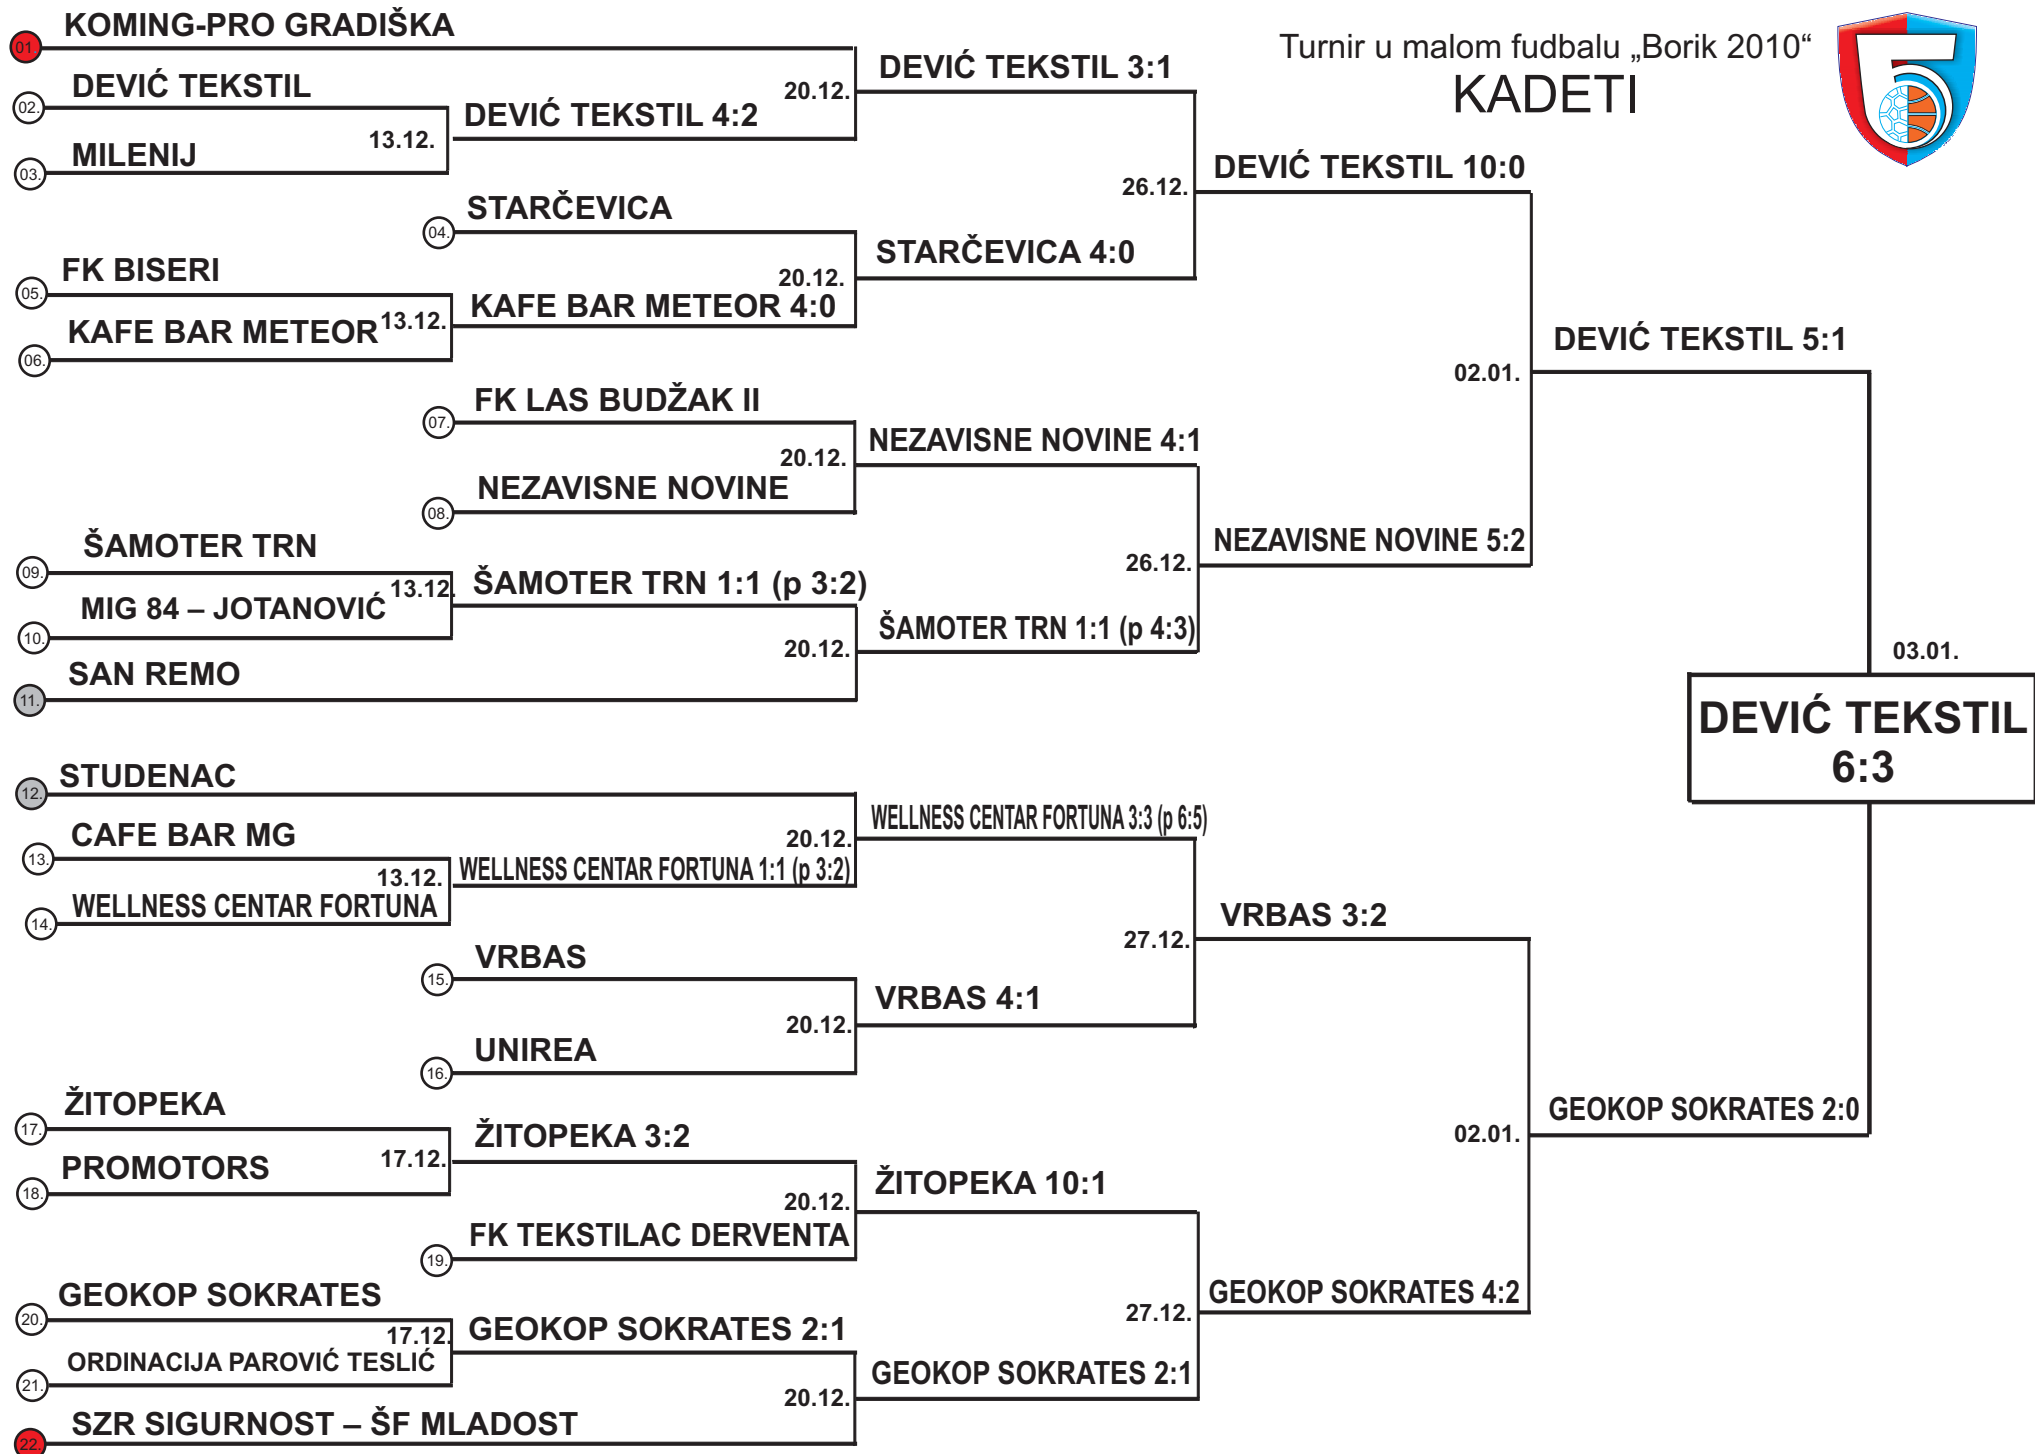 Turnir u malom fudbalu „Borik 2010“
KADETI
01.
KOMING-PRO GRADIŠKA
02.
DEVIĆ TEKSTIL
03.
MILENIJ
13.12.
DEVIĆ TEKSTIL 4:2
20.12.
DEVIĆ TEKSTIL 3:1
04.
STARČEVICA
05.
FK BISERI
06.
KAFE BAR METEOR
13.12.
KAFE BAR METEOR 4:0
20.12.
STARČEVICA 4:0
26.12.
DEVIĆ TEKSTIL 10:0
07.
FK LAS BUDŽAK II
08.
NEZAVISNE NOVINE
20.12.
NEZAVISNE NOVINE 4:1
09.
ŠAMOTER TRN
10.
MIG 84 – JOTANOVIĆ
13.12.
ŠAMOTER TRN 1:1 (p 3:2)
11.
SAN REMO
20.12.
ŠAMOTER TRN 1:1 (p 4:3)
26.12.
NEZAVISNE NOVINE 5:2
02.01.
DEVIĆ TEKSTIL 5:1
12.
STUDENAC
13.
CAFE BAR MG
14.
WELLNESS CENTAR FORTUNA
13.12.
WELLNESS CENTAR FORTUNA 1:1 (p 3:2)
20.12.
WELLNESS CENTAR FORTUNA 3:3 (p 6:5)
15.
VRBAS
16.
UNIREA
20.12.
VRBAS 4:1
27.12.
VRBAS 3:2
17.
ŽITOPEKA
18.
PROMOTORS
17.12.
ŽITOPEKA 3:2
19.
FK TEKSTILAC DERVENTA
20.12.
ŽITOPEKA 10:1
20.
GEOKOP SOKRATES
21.
ORDINACIJA PAROVIĆ TESLIĆ
17.12.
GEOKOP SOKRATES 2:1
22.
SZR SIGURNOST – ŠF MLADOST
20.12.
GEOKOP SOKRATES 2:1
27.12.
GEOKOP SOKRATES 4:2
02.01.
GEOKOP SOKRATES 2:0
03.01.
DEVIĆ TEKSTIL
6:3